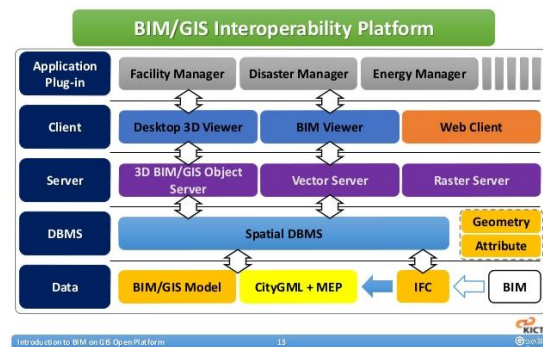 BIM/GIS Interoperability Platform
Application
Plug-in
Facility Manager
Disaster Manager
Energy Manager
Client
Desktop 3D Viewer
BIM Viewer
Web Client
Server
3D BIM/GIS Object
Server
Vector Server
Raster Server
DBMS
Spatial DBMS
Geometry
Attribute
Data
BIM/GIS Model
CityGML + MEP
IFC
BIM
Introduction to BIM on GIS Open Platform
13
KICT